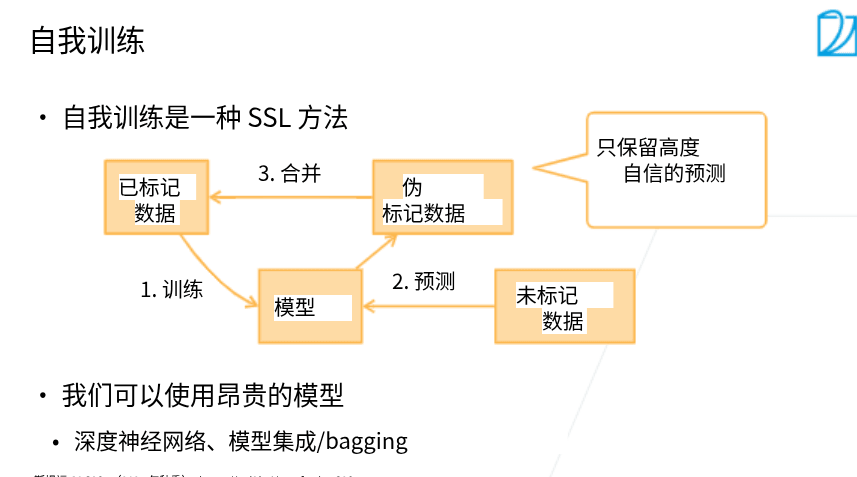 自我训练
• 自我训练是一种 SSL 方法
只保留高度
自信的预测
3. 合并
已标记
数据
伪
标记数据
1. 训练
2. 预测
模型
未标记
数据
• 我们可以使用昂贵的模型
• 深度神经网络、模型集成/bagging